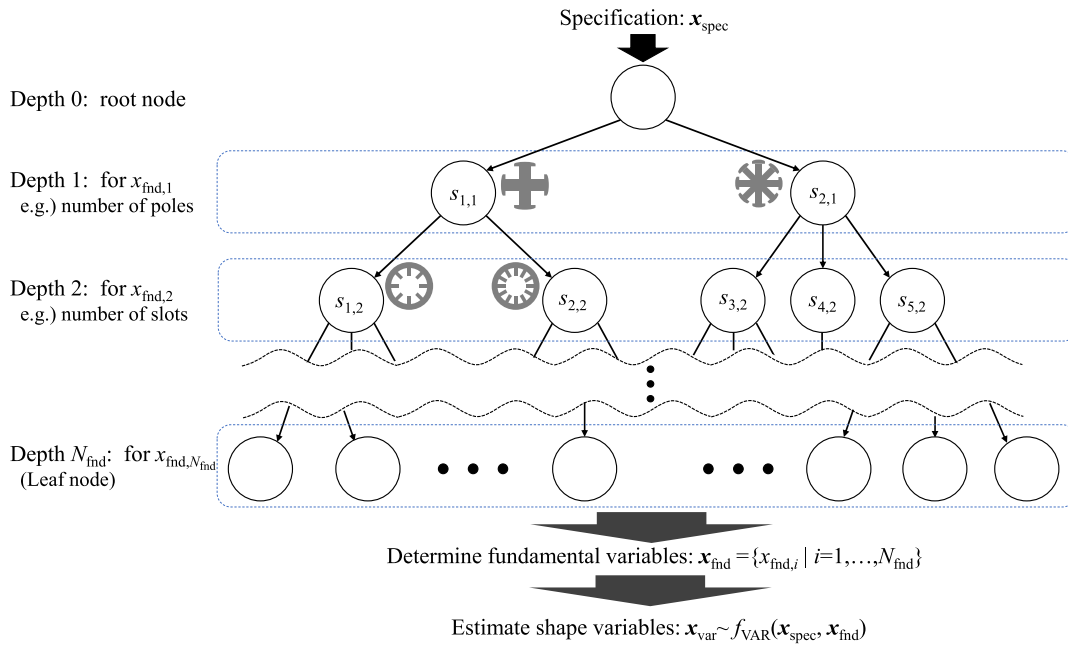 Specification: x_spec
Depth 0: root node
Depth 1: for x_fnd,1
e.g.) number of poles
s_1,1
s_2,1
Depth 2: for x_fnd,2
e.g.) number of slots
s_1,2
s_2,2
s_3,2
s_4,2
s_5,2
Depth N_fnd: for x_fnd,N_fnd
(Leaf node)
Determine fundamental variables: x_fnd ={x_fnd,i | i=1,…,N_fnd}
Estimate shape variables: x_var~ f_VAR(x_spec, x_fnd)